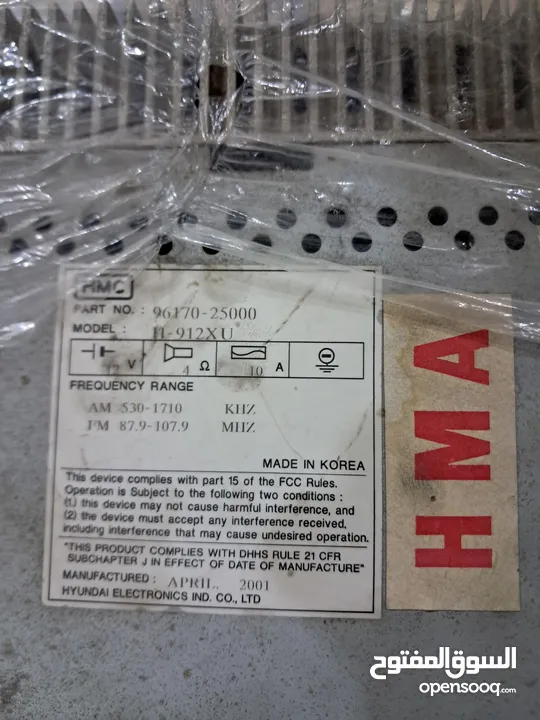 HMC
PART NO.: 96170-25000
MODEL : H-912XU
12 V 4 Ω 10 A
FREQUENCY RANGE
AM 530-1710 KHZ
FM 87.9-107.9 MHZ
MADE IN KOREA
This device complies with part 15 of the FCC Rules.
Operation is Subject to the following two conditions :
(1) this device may not cause harmful interference, and
(2) the device must accept any interference received,
including interference that may cause undesired operation.
"THIS PRODUCT COMPLIES WITH DHHS RULE 21 CFR
SUBCHAPTER J IN EFFECT OF DATE OF MANUFACTURE"
MANUFACTURED : APRIL, 2001
HYUNDAI ELECTRONICS IND. CO., LTD
HMA
السوق المفتوح
opensooq.com